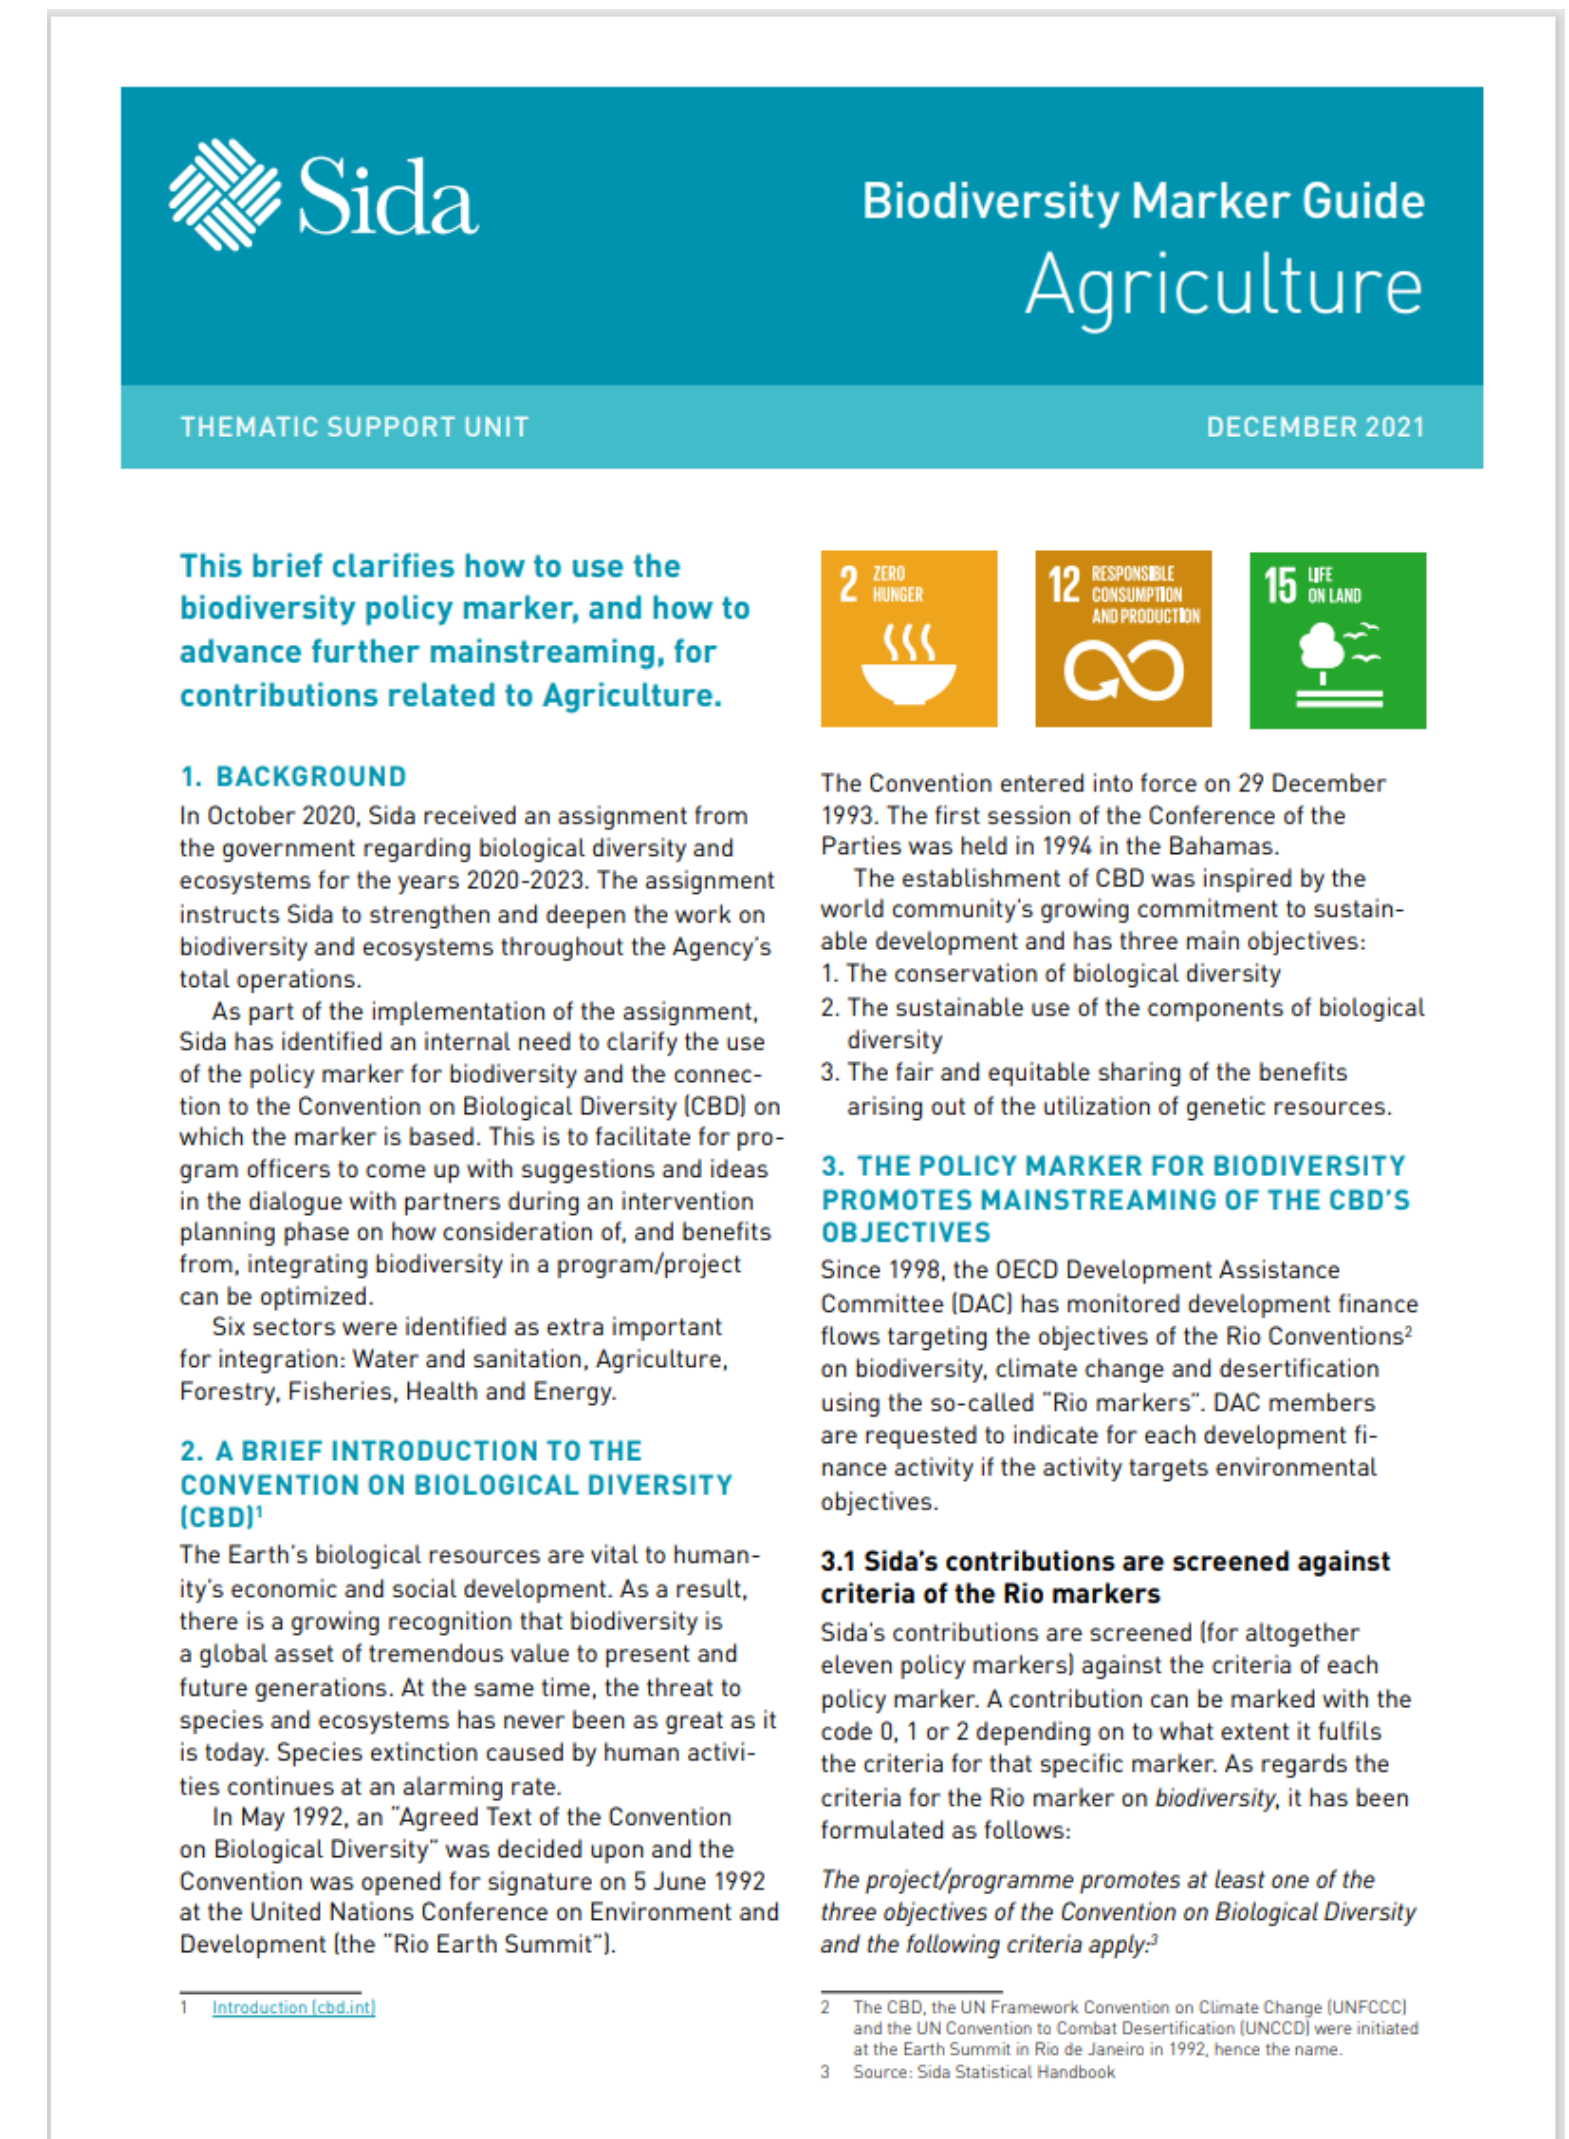 Sida
Biodiversity Marker Guide
Agriculture
THEMATIC SUPPORT UNIT
DECEMBER 2021
This brief clarifies how to use the
biodiversity policy marker, and how to
advance further mainstreaming, for
contributions related to Agriculture.
1. BACKGROUND
In October 2020, Sida received an assignment from
the government regarding biological diversity and
ecosystems for the years 2020-2023. The assignment
instructs Sida to strengthen and deepen the work on
biodiversity and ecosystems throughout the Agency's
total operations.
As part of the implementation of the assignment,
Sida has identified an internal need to clarify the use
of the policy marker for biodiversity and the connec-
tion to the Convention on Biological Diversity (CBD) on
which the marker is based. This is to facilitate for pro-
gram officers to come up with suggestions and ideas
in the dialogue with partners during an intervention
planning phase on how consideration of, and benefits
from, integrating biodiversity in a program/project
can be optimized.
Six sectors were identified as extra important
for integration: Water and sanitation, Agriculture,
Forestry, Fisheries, Health and Energy.
2. A BRIEF INTRODUCTION TO THE
CONVENTION ON BIOLOGICAL DIVERSITY
(CBD)¹
The Earth's biological resources are vital to human-
ity's economic and social development. As a result,
there is a growing recognition that biodiversity is
a global asset of tremendous value to present and
future generations. At the same time, the threat to
species and ecosystems has never been as great as it
is today. Species extinction caused by human activi-
ties continues at an alarming rate.
In May 1992, an "Agreed Text of the Convention
on Biological Diversity" was decided upon and the
Convention was opened for signature on 5 June 1992
at the United Nations Conference on Environment and
Development (the "Rio Earth Summit").
1 Introduction (cbd.int)
2 ZERO
HUNGER
12 RESPONSIBLE
CONSUMPTION
AND PRODUCTION
15 LIFE
ON LAND
The Convention entered into force on 29 December
1993. The first session of the Conference of the
Parties was held in 1994 in the Bahamas.
The establishment of CBD was inspired by the
world community's growing commitment to sustain-
able development and has three main objectives:
1. The conservation of biological diversity
2. The sustainable use of the components of biological
diversity
3. The fair and equitable sharing of the benefits
arising out of the utilization of genetic resources.
3. THE POLICY MARKER FOR BIODIVERSITY
PROMOTES MAINSTREAMING OF THE CBD'S
OBJECTIVES
Since 1998, the OECD Development Assistance
Committee (DAC) has monitored development finance
flows targeting the objectives of the Rio Conventions²
on biodiversity, climate change and desertification
using the so-called "Rio markers". DAC members
are requested to indicate for each development fi-
nance activity if the activity targets environmental
objectives.
3.1 Sida's contributions are screened against
criteria of the Rio markers
Sida's contributions are screened (for altogether
eleven policy markers) against the criteria of each
policy marker. A contribution can be marked with the
code 0, 1 or 2 depending on to what extent it fulfils
the criteria for that specific marker. As regards the
criteria for the Rio marker on biodiversity, it has been
formulated as follows:
The project/programme promotes at least one of the
three objectives of the Convention on Biological Diversity
and the following criteria apply:³
2 The CBD, the UN Framework Convention on Climate Change (UNFCCC)
and the UN Convention to Combat Desertification (UNCCD) were initiated
at the Earth Summit in Rio de Janeiro in 1992, hence the name.
3 Source: Sida Statistical Handbook